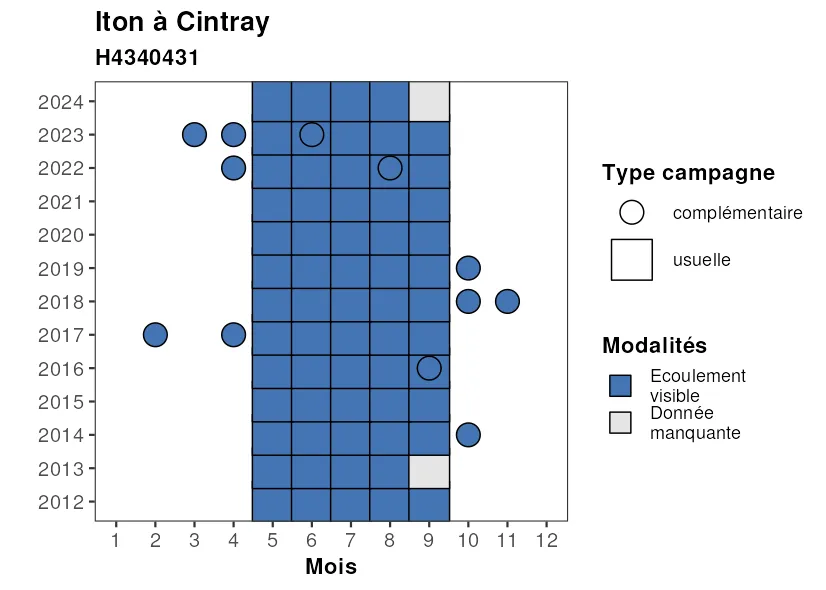 Iton à Cintray
H4340431
2024
2023
2022
2021
2020
2019
2018
2017
2016
2015
2014
2013
2012
1 2 3 4 5 6 7 8 9 10 11 12
Mois
Type campagne
complémentaire
usuelle
Modalités
Ecoulement
visible
Donnée
manquante